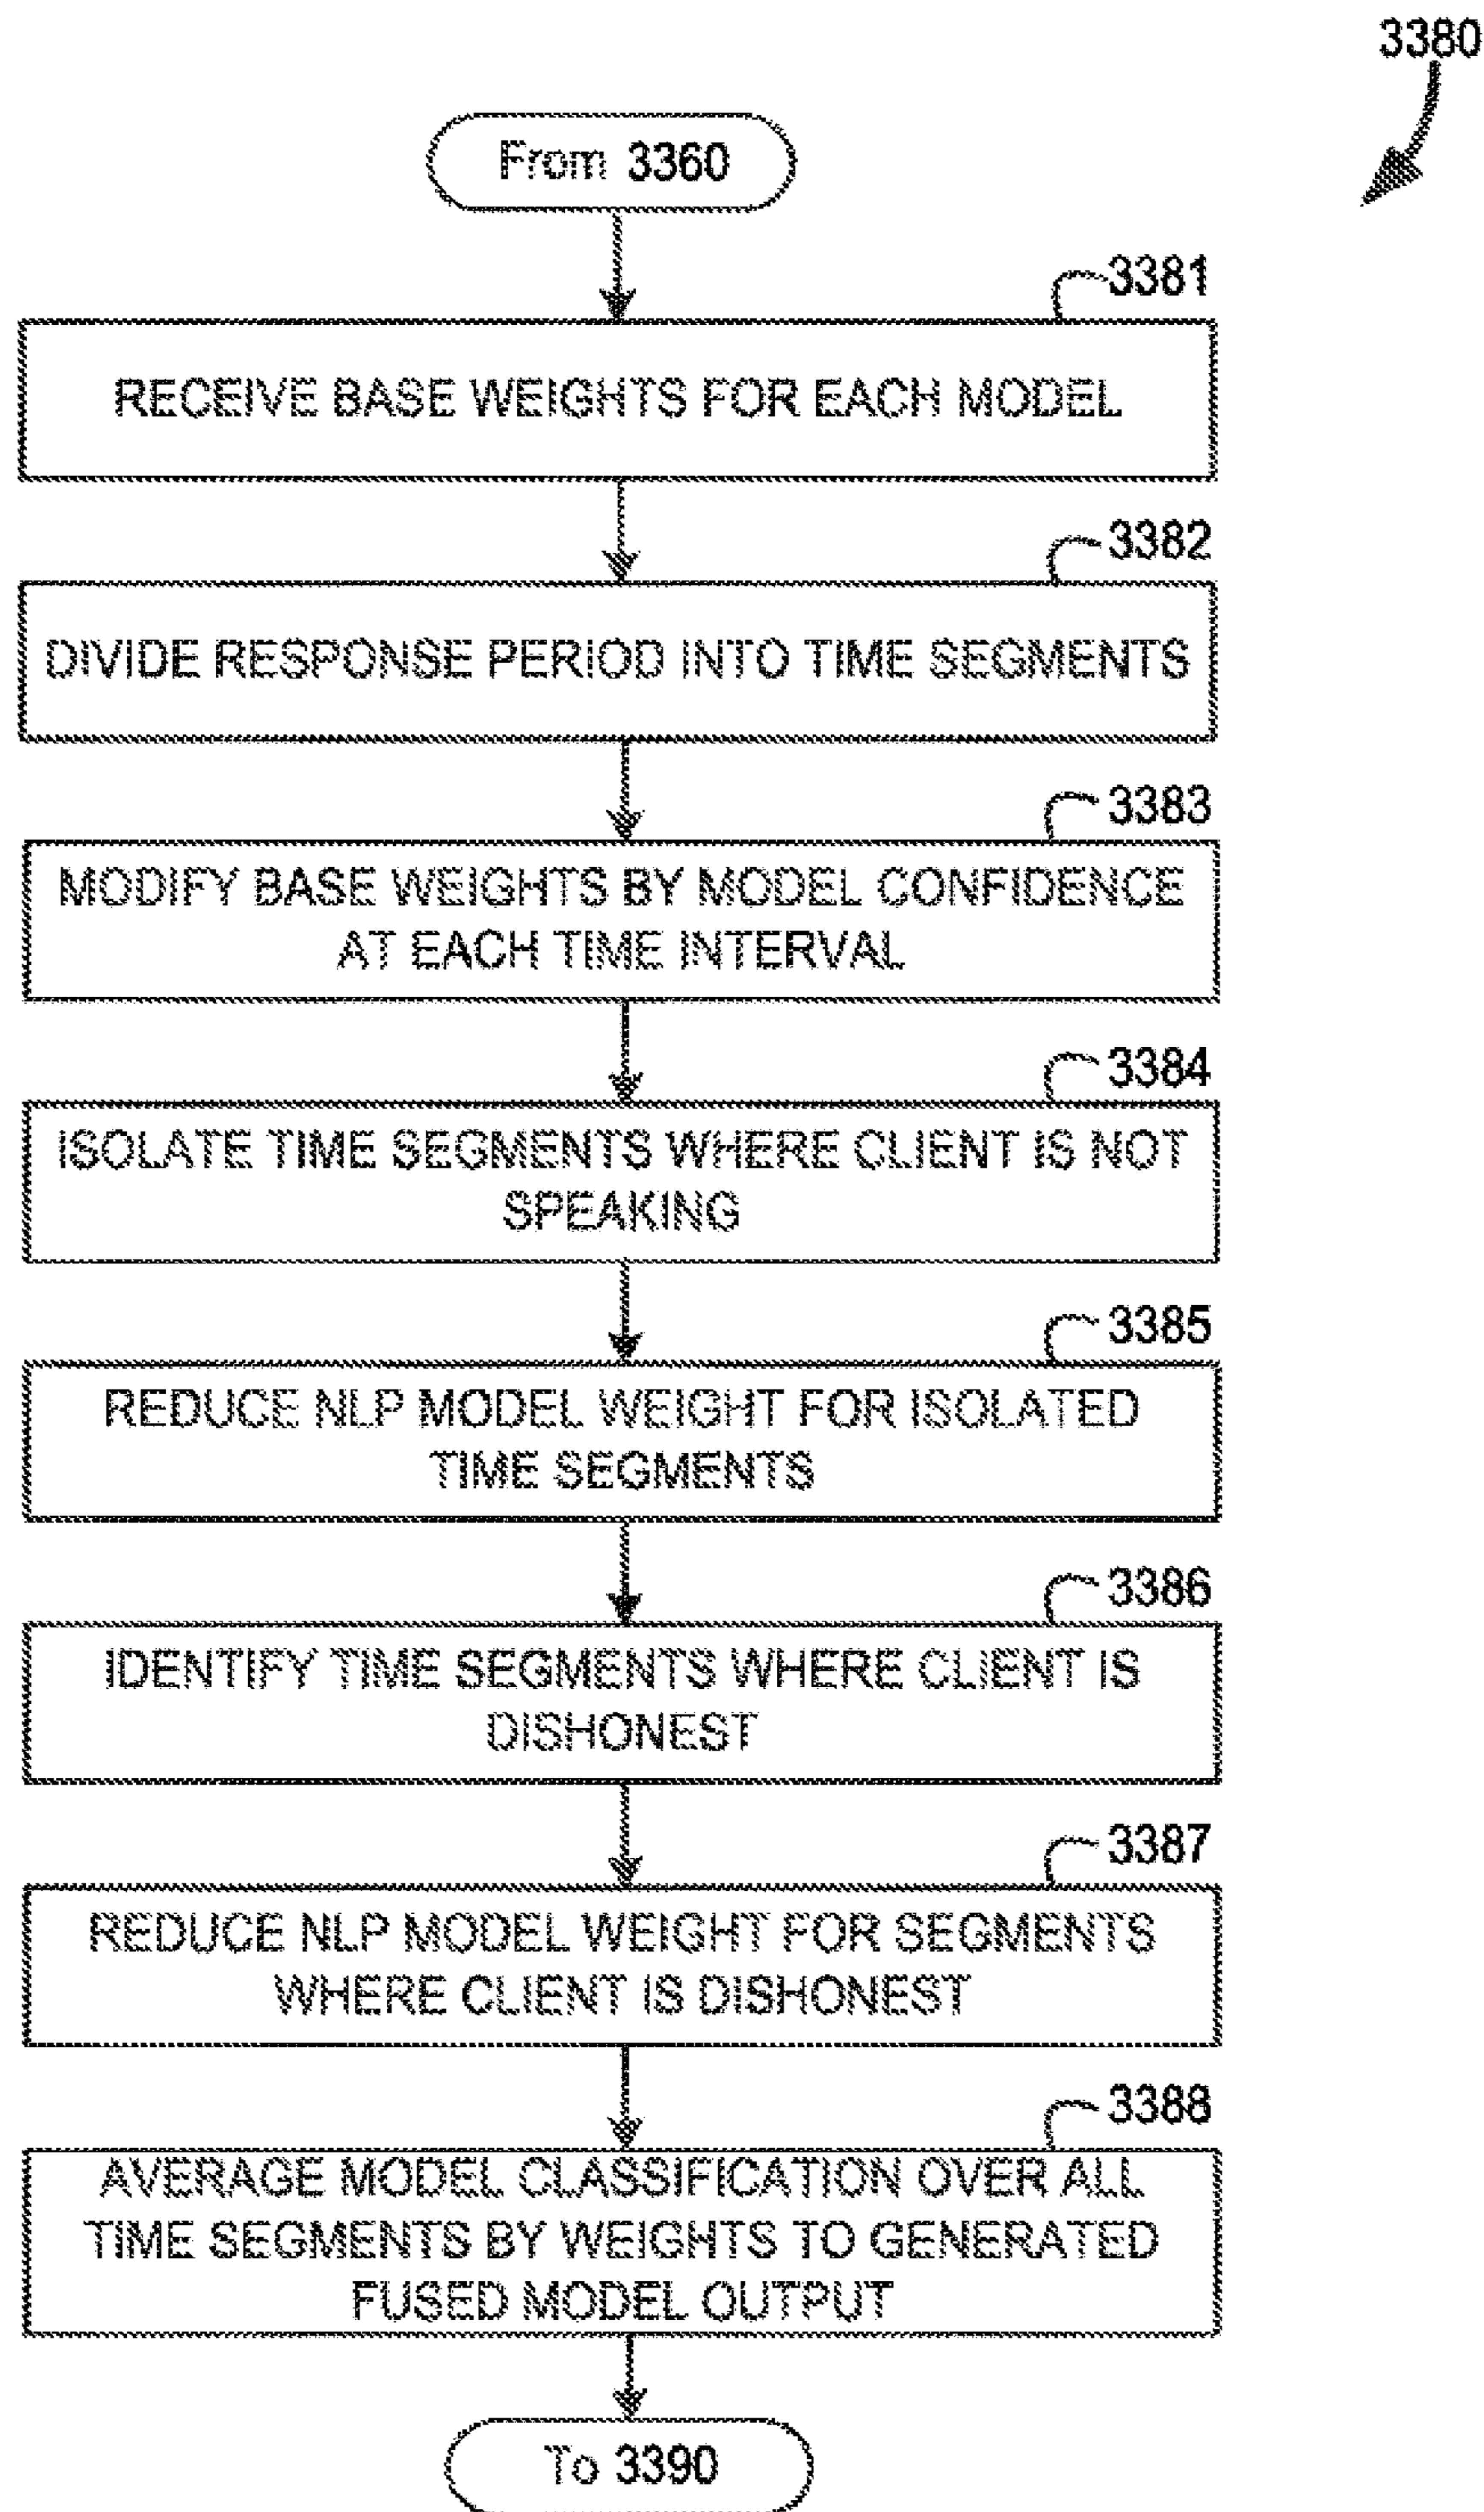 3380
From 3360
3381
RECEIVE BASE WEIGHTS FOR EACH MODEL
3382
DIVIDE RESPONSE PERIOD INTO TIME SEGMENTS
3383
MODIFY BASE WEIGHTS BY MODEL CONFIDENCE
AT EACH TIME INTERVAL
3384
ISOLATE TIME SEGMENTS WHERE CLIENT IS NOT
SPEAKING
3385
REDUCE NLP MODEL WEIGHT FOR ISOLATED
TIME SEGMENTS
3386
IDENTIFY TIME SEGMENTS WHERE CLIENT IS
DISHONEST
3387
REDUCE NLP MODEL WEIGHT FOR SEGMENTS
WHERE CLIENT IS DISHONEST
3388
AVERAGE MODEL CLASSIFICATION OVER ALL
TIME SEGMENTS BY WEIGHTS TO GENERATED
FUSED MODEL OUTPUT
To 3390